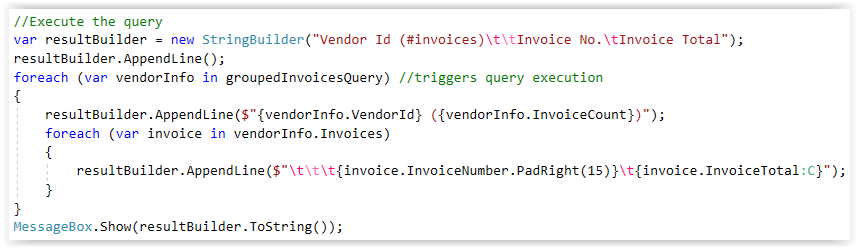 //Execute the query
var resultBuilder = new StringBuilder("Vendor Id (#invoices)\t\tInvoice No.\tInvoice Total");
resultBuilder.AppendLine();
foreach (var vendorInfo in groupedInvoicesQuery) //triggers query execution
{
    resultBuilder.AppendLine($"{vendorInfo.VendorId} ({vendorInfo.InvoiceCount})");
    foreach (var invoice in vendorInfo.Invoices)
    {
        resultBuilder.AppendLine($"\t\t\t{invoice.InvoiceNumber.PadRight(15)}\t{invoice.InvoiceTotal:C}");
    }
}
MessageBox.Show(resultBuilder.ToString());